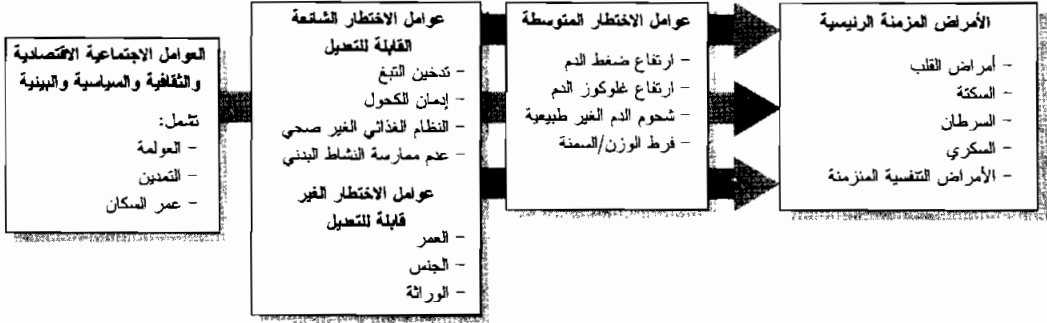 العوامل الاجتماعية الاقتصادية
والثقافية والسياسية والبيئية
تشمل:
- العولمة
- التمدين
- عمر السكان
عوامل الاختطار الشائعة
القابلة للتعديل
- تدخين التبغ
- إدمان الكحول
- النظام الغذائي الغير صحي
- عدم ممارسة النشاط البدني
عوامل الاختطار الغير
قابلة للتعديل
- العمر
- الجنس
- الوراثة
عوامل الاختطار المتوسطة
- ارتفاع ضغط الدم
- ارتفاع غلوكوز الدم
- شحوم الدم الغير طبيعية
- فرط الوزن/السمنة
الأمراض المزمنة الرئيسية
- أمراض القلب
- السكتة
- السرطان
- السكري
- الأمراض التنفسية المنزمنة